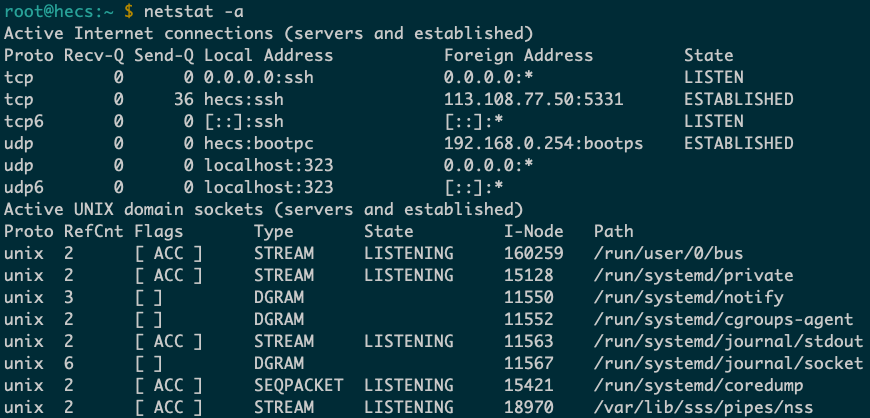 root@hecs:~ $ netstat -a
Active Internet connections (servers and established)
Proto Recv-Q Send-Q Local Address           Foreign Address         State
tcp        0      0 0.0.0.0:ssh             0.0.0.0:*               LISTEN
tcp        0     36 hecs:ssh                113.108.77.50:5331      ESTABLISHED
tcp6       0      0 [::]:ssh                [::]:*                  LISTEN
udp        0      0 hecs:bootpc             192.168.0.254:bootps    ESTABLISHED
udp        0      0 localhost:323           0.0.0.0:*
udp6       0      0 localhost:323           [::]:*
Active UNIX domain sockets (servers and established)
Proto RefCnt Flags       Type       State         I-Node   Path
unix  2      [ ACC ]     STREAM     LISTENING     160259   /run/user/0/bus
unix  2      [ ACC ]     STREAM     LISTENING     15128    /run/systemd/private
unix  3      [ ]         DGRAM                    11550    /run/systemd/notify
unix  2      [ ]         DGRAM                    11552    /run/systemd/cgroups-agent
unix  2      [ ACC ]     STREAM     LISTENING     11563    /run/systemd/journal/stdout
unix  6      [ ]         DGRAM                    11567    /run/systemd/journal/socket
unix  2      [ ACC ]     SEQPACKET  LISTENING     15421    /run/systemd/coredump
unix  2      [ ACC ]     STREAM     LISTENING     18970    /var/lib/sss/pipes/nss